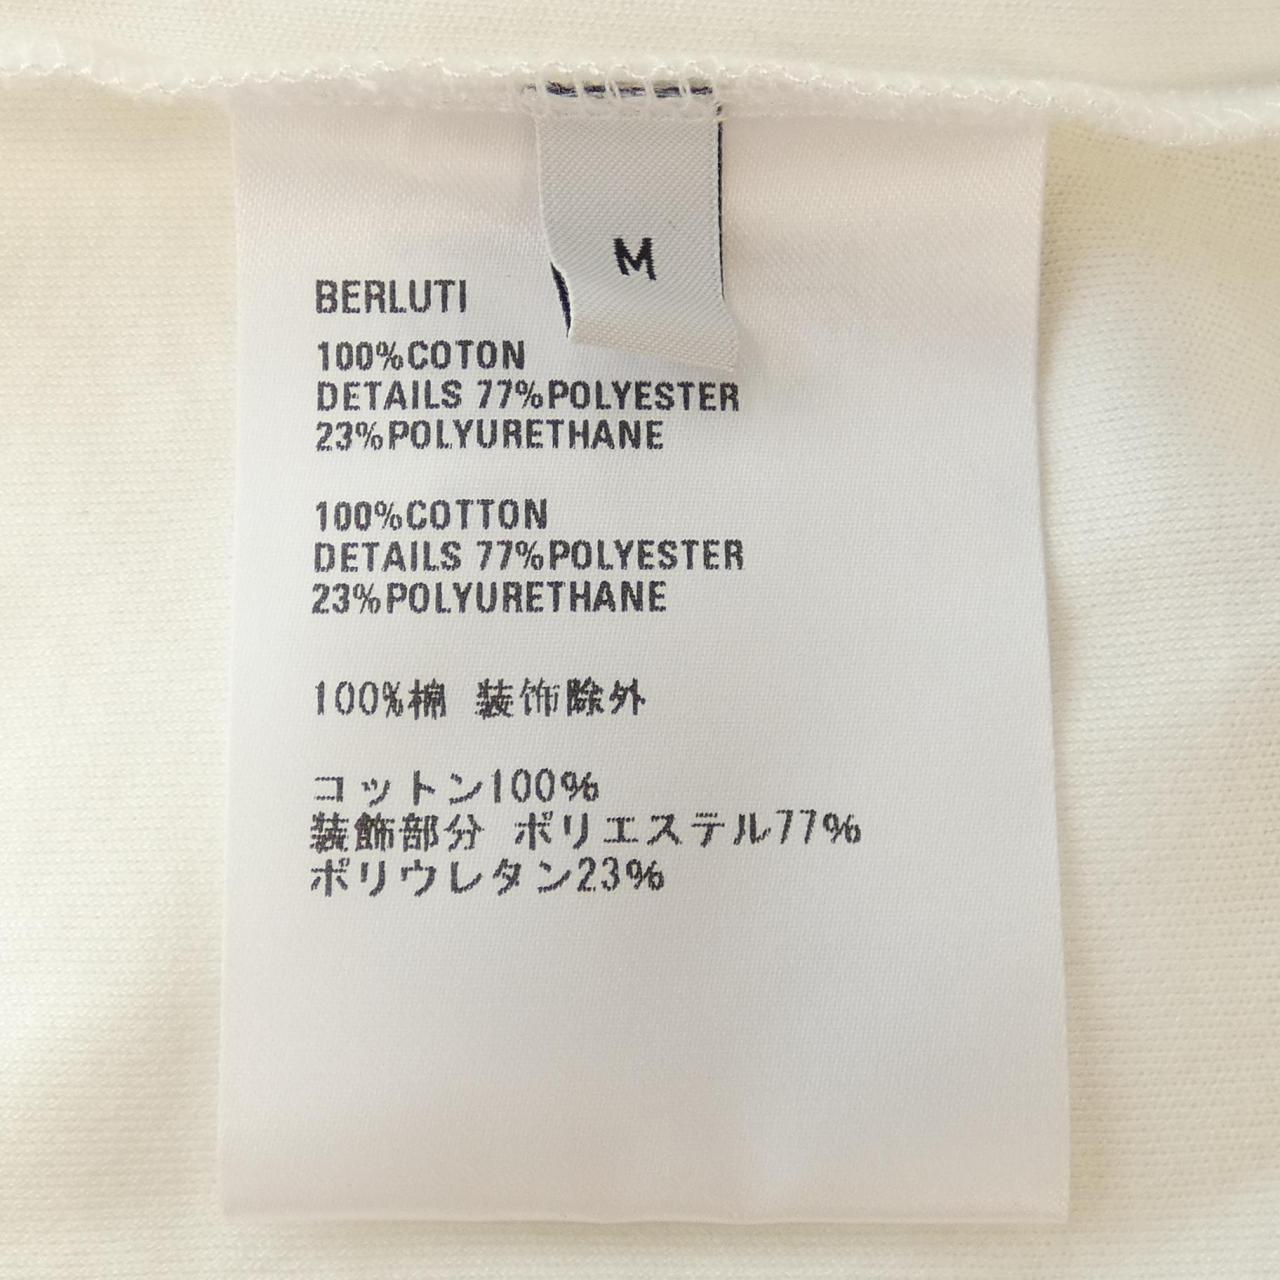 M
BERLUTI
100%COTON
DETAILS 77%POLYESTER
23%POLYURETHANE
100%COTTON
DETAILS 77%POLYESTER
23%POLYURETHANE
100%棉 装饰除外
コットン100%
装飾部分 ポリエステル77%
ポリウレタン23%